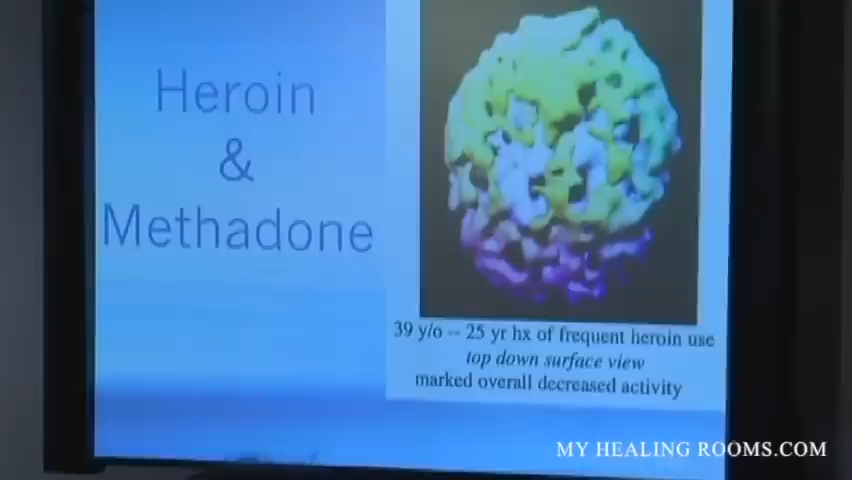 Heroin
&
Methadone
39 y/o -- 25 yr hx of frequent heroin use
top down surface view
marked overall decreased activity
MY HEALING ROOMS.COM